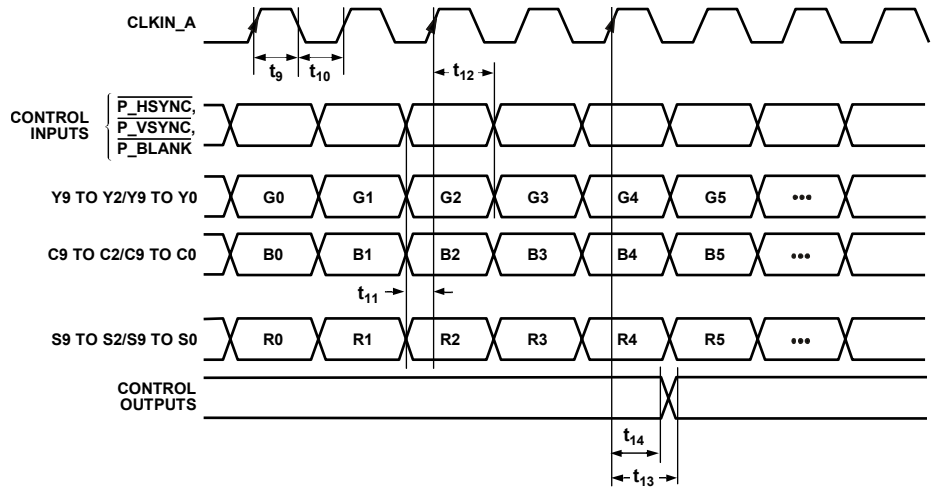 CLKIN_A
t9
t10
t12
CONTROL
INPUTS
P_HSYNC,
P_VSYNC,
P_BLANK
Y9 TO Y2/Y9 TO Y0
G0
G1
G2
G3
G4
G5
•••
C9 TO C2/C9 TO C0
B0
B1
B2
B3
B4
B5
•••
t11
S9 TO S2/S9 TO S0
R0
R1
R2
R3
R4
R5
•••
CONTROL
OUTPUTS
t14
t13